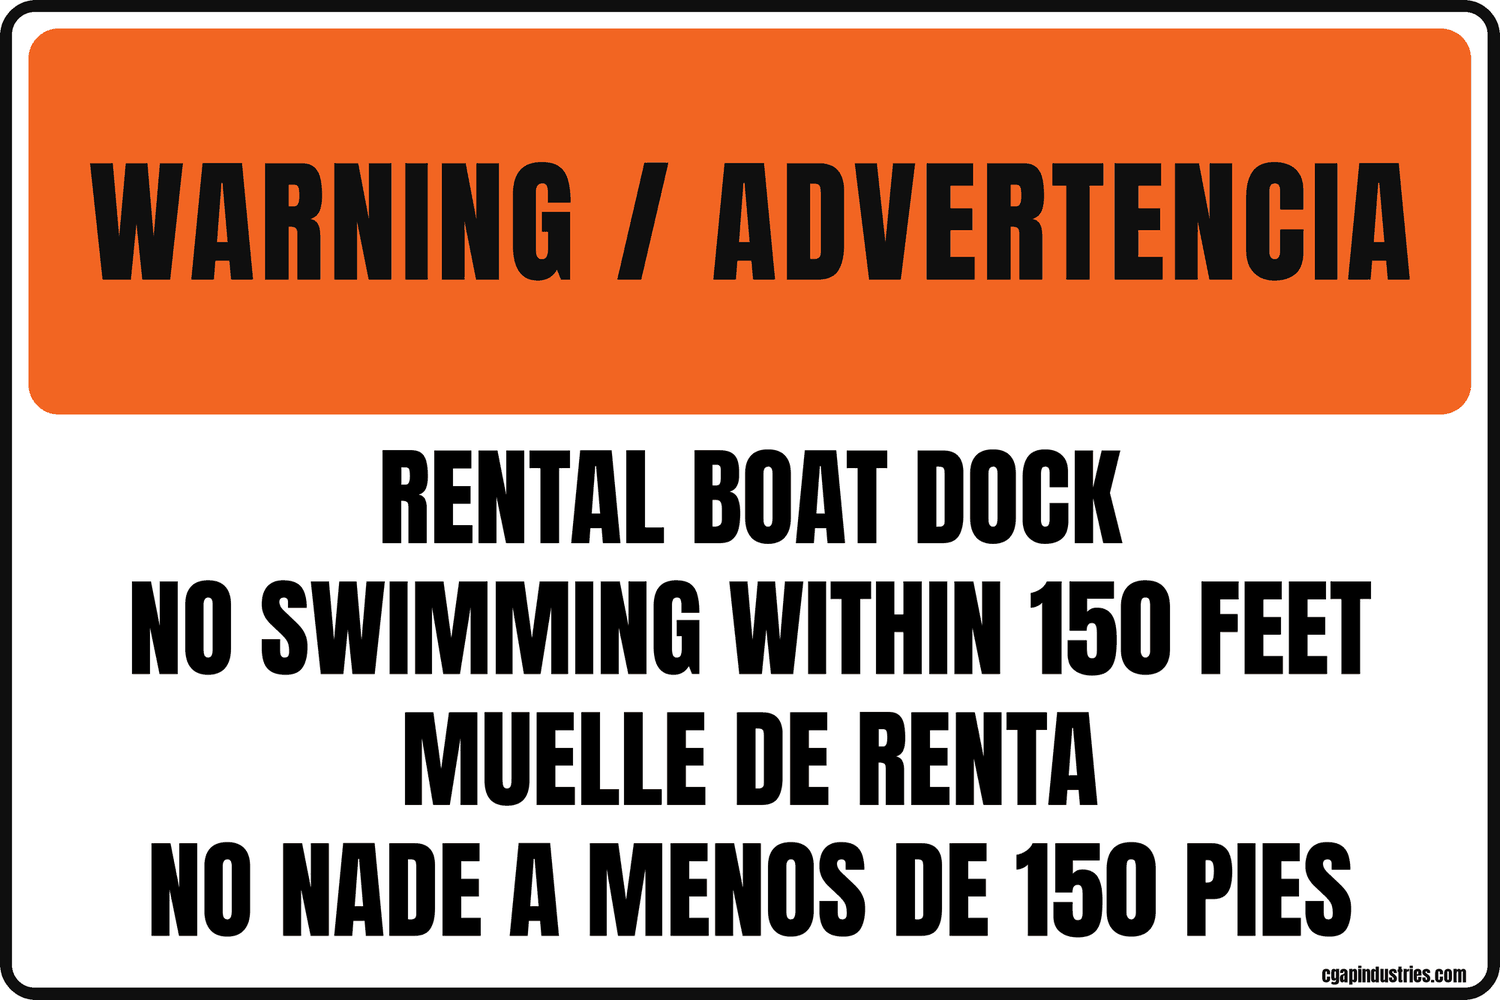 WARNING / ADVERTENCIA
RENTAL BOAT DOCK
NO SWIMMING WITHIN 150 FEET
MUELLE DE RENTA
NO NADE A MENOS DE 150 PIES
cgapindustries.com